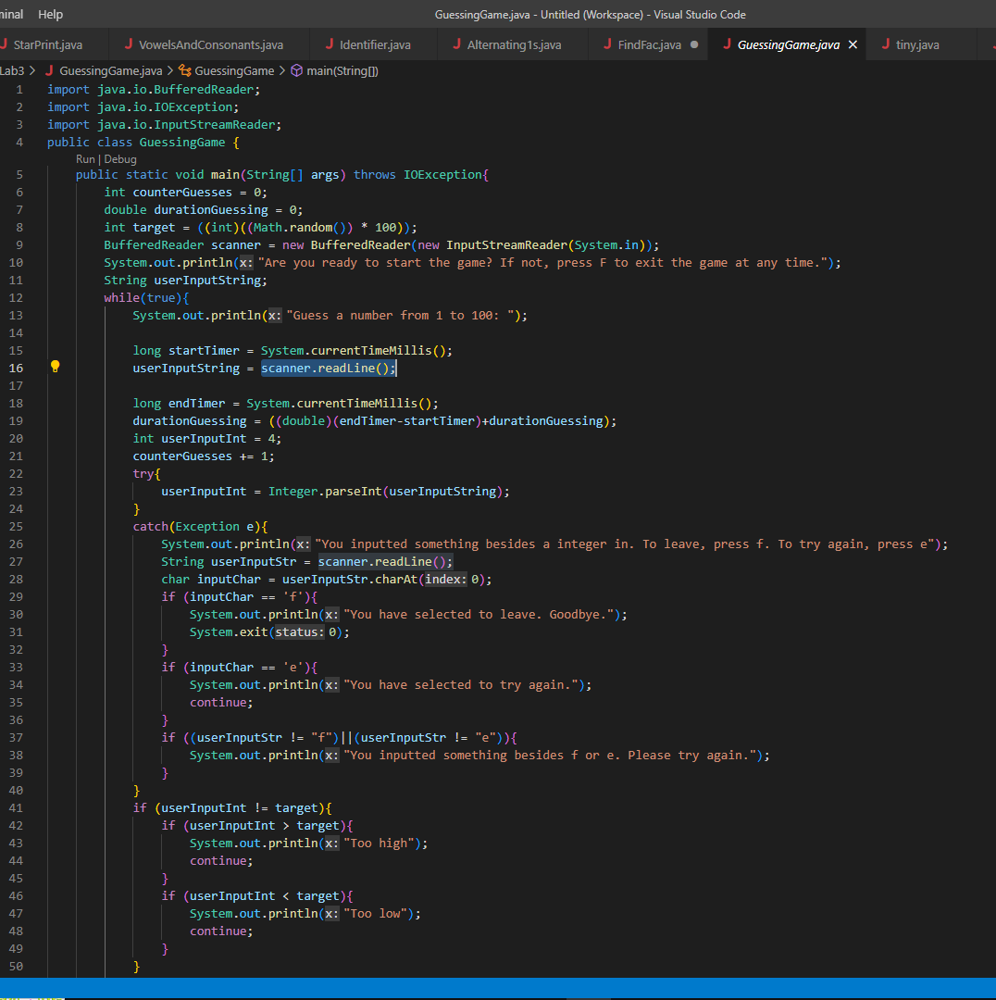 Help
GuessingGame.java - Untitled (Workspace) - Visual Studio Code
StarPrint.java
VowelsAndConsonants.java
Identifier.java
Alternating1s.java
FindFac.java
GuessingGame.java
tiny.java
Lab3 > GuessingGame.java > GuessingGame > main(String[])
1 import java.io.BufferedReader;
2 import java.io.IOException;
3 import java.io.InputStreamReader;
4 public class GuessingGame {
Run | Debug
5 public static void main(String[] args) throws IOException{
6 int counterGuesses = 0;
7 double durationGuessing = 0;
8 int target = ((int)((Math.random()) * 100));
9 BufferedReader scanner = new BufferedReader(new InputStreamReader(System.in));
10 System.out.println(x: "Are you ready to start the game? If not, press F to exit the game at any time.");
11 String userInputString;
12 while(true){
13 System.out.println(x: "Guess a number from 1 to 100: ");
14
15 long startTimer = System.currentTimeMillis();
16 userInputString = scanner.readLine();
17
18 long endTimer = System.currentTimeMillis();
19 durationGuessing = ((double)(endTimer-startTimer)+durationGuessing);
20 int userInputInt = 4;
21 counterGuesses += 1;
22 try{
23 userInputInt = Integer.parseInt(userInputString);
24 }
25 catch(Exception e){
26 System.out.println(x: "You inputted something besides a integer in. To leave, press f. To try again, press e");
27 String userInputStr = scanner.readLine();
28 char inputChar = userInputStr.charAt(index: 0);
29 if (inputChar == 'f'){
30 System.out.println(x: "You have selected to leave. Goodbye.");
31 System.exit(status: 0);
32 }
33 if (inputChar == 'e'){
34 System.out.println(x: "You have selected to try again.");
35 continue;
36 }
37 if ((userInputStr != "f")||(userInputStr != "e")){
38 System.out.println(x: "You inputted something besides f or e. Please try again.");
39 }
40 }
41 if (userInputInt != target){
42 if (userInputInt > target){
43 System.out.println(x: "Too high");
44 continue;
45 }
46 if (userInputInt < target){
47 System.out.println(x: "Too low");
48 continue;
49 }
50 }